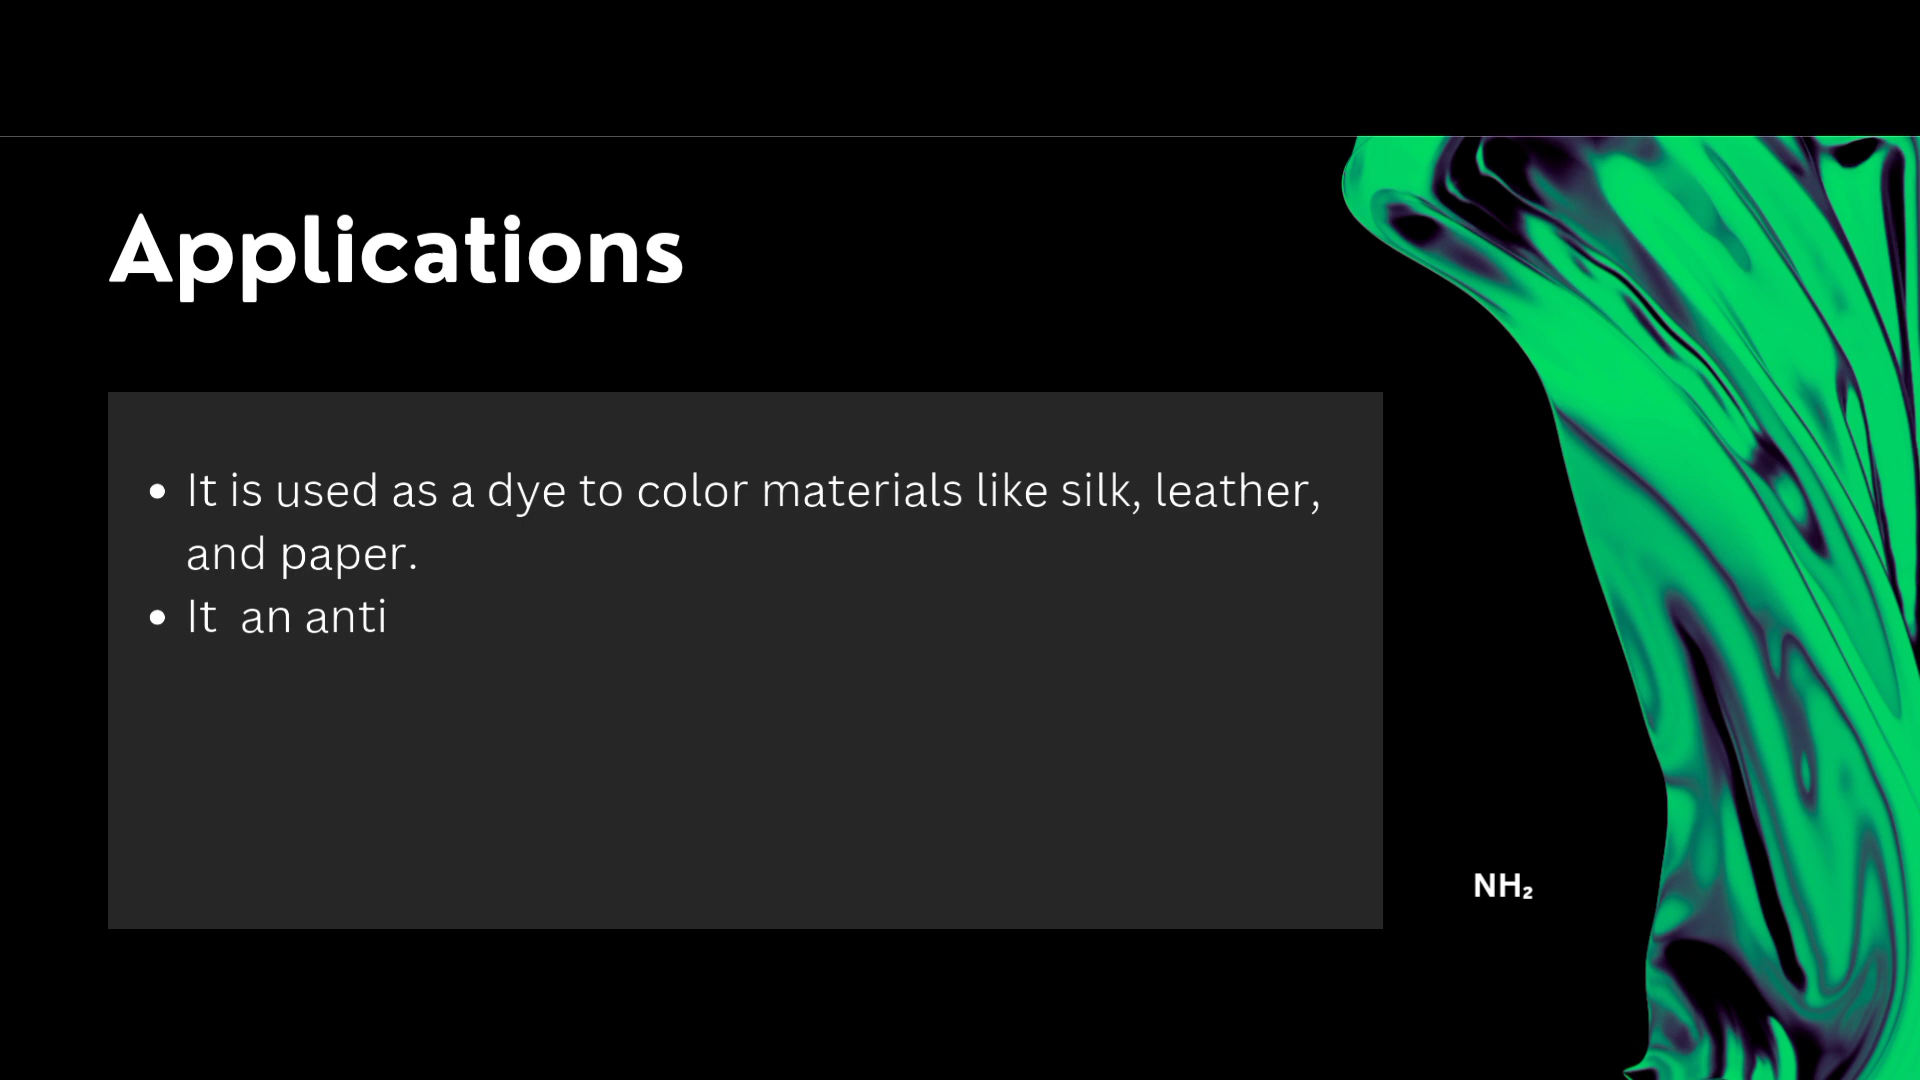 Applications
• It is used as a dye to color materials like silk, leather,
and paper.
• It  an anti
NH₂